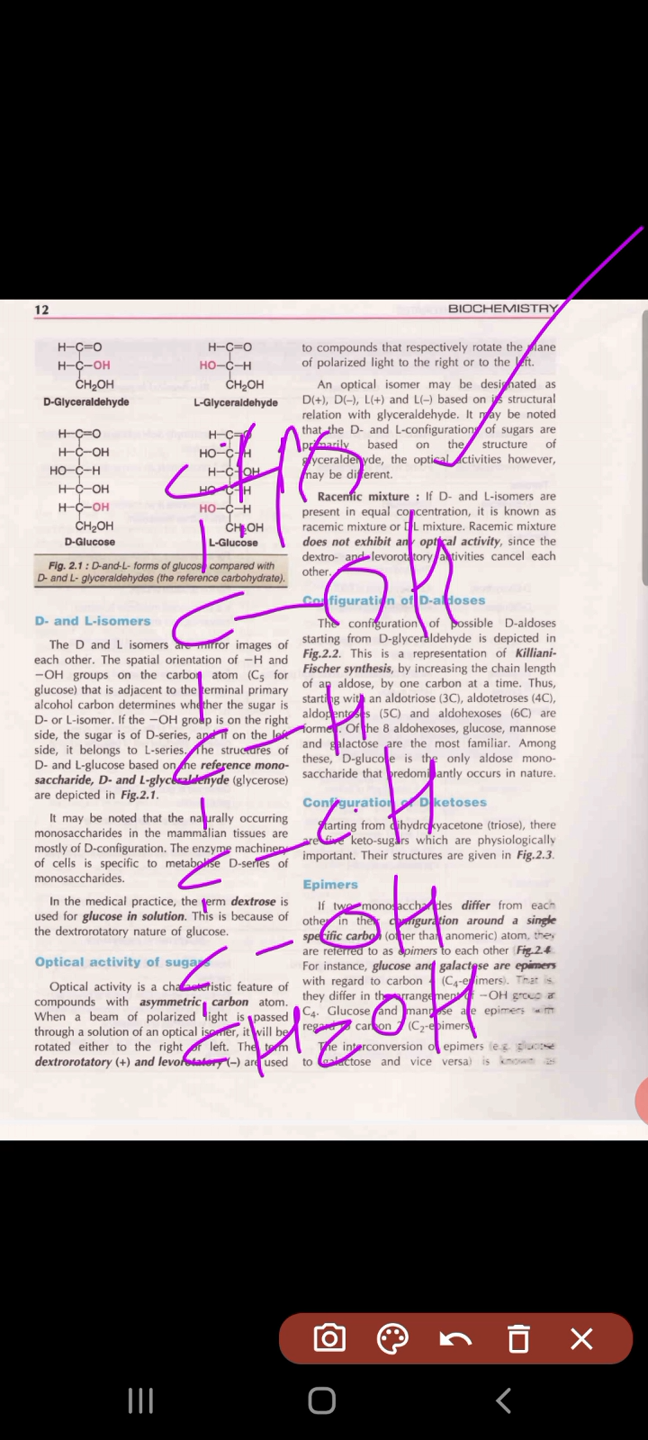 12
BIOCHEMISTRY
H–C=O
H–C–OH
CH₂OH
D-Glyceraldehyde
H–C=O
HO–C–H
CH₂OH
L-Glyceraldehyde
H–C=O
H–C–OH
HO–C–H
H–C–OH
H–C–OH
CH₂OH
D-Glucose
H–C=O
HO–C–H
H–C–OH
HO–C–H
HO–C–H
CH₂OH
L-Glucose
Fig. 2.1 : D-and-L- forms of glucose compared with
D- and L- glyceraldehydes (the reference carbohydrate).
D- and L-isomers
The D and L isomers are mirror images of
each other. The spatial orientation of –H and
–OH groups on the carbon atom (C₅ for
glucose) that is adjacent to the terminal primary
alcohol carbon determines whether the sugar is
D- or L-isomer. If the –OH group is on the right
side, the sugar is of D-series, and if on the left
side, it belongs to L-series. The structures of
D- and L-glucose based on the reference mono-
saccharide, D- and L-glyceraldehyde (glycerose)
are depicted in Fig.2.1.
It may be noted that the naturally occurring
monosaccharides in the mammalian tissues are
mostly of D-configuration. The enzyme machinery
of cells is specific to metabolise D-series of
monosaccharides.
In the medical practice, the term dextrose is
used for glucose in solution. This is because of
the dextrorotatory nature of glucose.
Optical activity of sugars
Optical activity is a characteristic feature of
compounds with asymmetric carbon atom.
When a beam of polarized light is passed
through a solution of an optical isomer, it will be
rotated either to the right or left. The term
dextrorotatory (+) and levorotatory (–) are used
to compounds that respectively rotate the plane
of polarized light to the right or to the left.
An optical isomer may be designated as
D(+), D(–), L(+) and L(–) based on its structural
relation with glyceraldehyde. It may be noted
that the D- and L-configurations of sugars are
primarily based on the structure of
glyceraldehyde, the optical activities however,
may be different.
Racemic mixture : If D- and L-isomers are
present in equal concentration, it is known as
racemic mixture or DL mixture. Racemic mixture
does not exhibit any optical activity, since the
dextro- and levorotatory activities cancel each
other.
Configuration of D-aldoses
The configuration of possible D-aldoses
starting from D-glyceraldehyde is depicted in
Fig.2.2. This is a representation of Killiani-
Fischer synthesis, by increasing the chain length
of an aldose, by one carbon at a time. Thus,
starting with an aldotriose (3C), aldotetroses (4C),
aldopentoses (5C) and aldohexoses (6C) are
formed. Of the 8 aldohexoses, glucose, mannose
and galactose are the most familiar. Among
these, D-glucose is the only aldose mono-
saccharide that predominantly occurs in nature.
Configuration of D-ketoses
Starting from dihydroxyacetone (triose), there
are five keto-sugars which are physiologically
important. Their structures are given in Fig.2.3.
Epimers
If two monosaccharides differ from each
other in their configuration around a single
specific carbon (other than anomeric) atom, they
are referred to as epimers to each other (Fig.2.4
For instance, glucose and galactose are epimers
with regard to carbon (C₄-epimers). That is,
they differ in the arrangement of –OH group at
C₄. Glucose and mannose are epimers with
regard to carbon (C₂-epimers
The interconversion of epimers (e.g. glucose
to galactose and vice versa) is known as
C–OH
C–H
C–OH
CH2OH